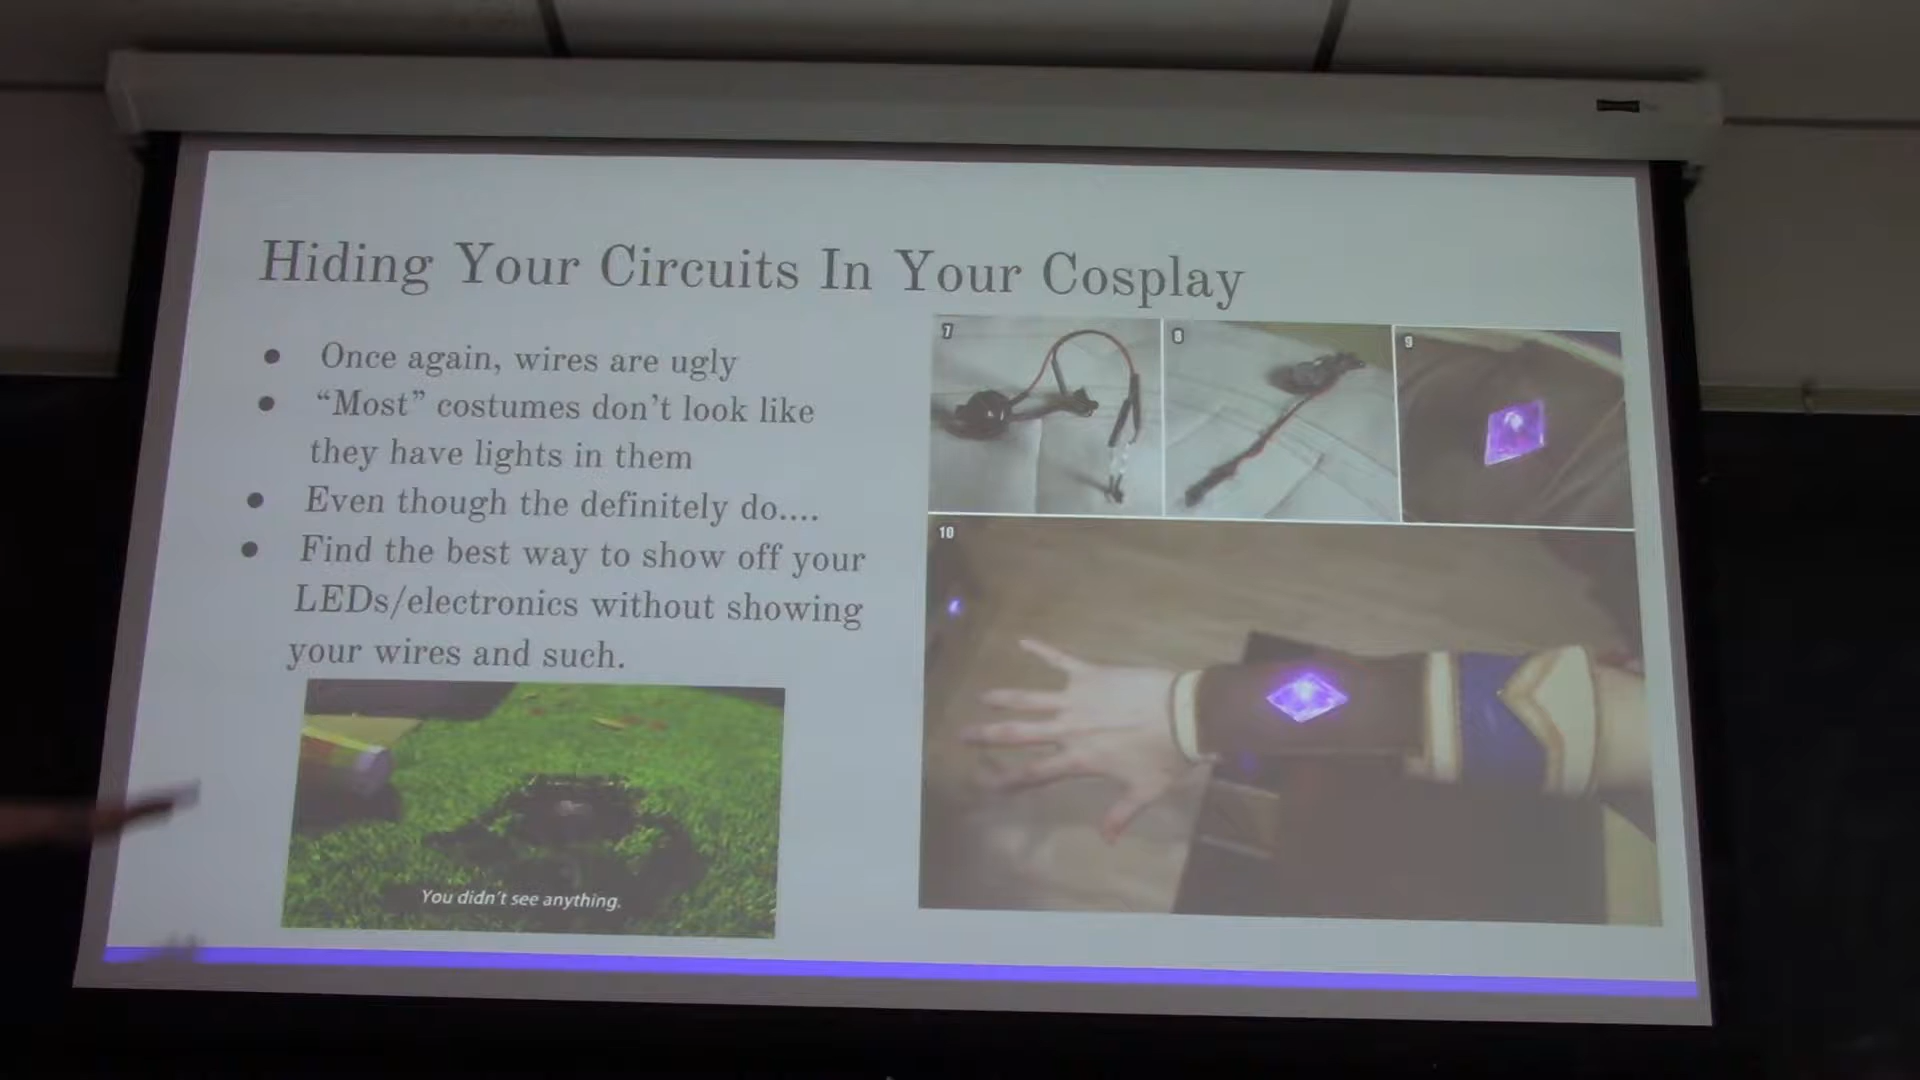 Hiding Your Circuits In Your Cosplay
● Once again, wires are ugly
● “Most” costumes don’t look like
they have lights in them
● Even though the definitely do....
● Find the best way to show off your
LEDs/electronics without showing
your wires and such.
7
8
9
10
You didn't see anything.